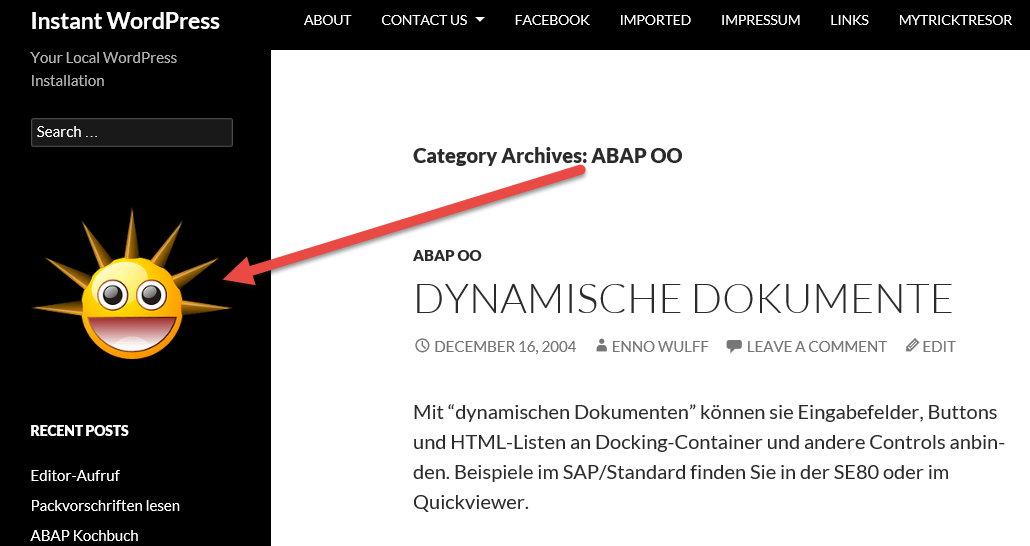 Instant WordPress
Your Local WordPress
Installation
Search …
RECENT POSTS
Editor-Aufruf
Packvorschriften lesen
ABAP Kochbuch
ABOUT
CONTACT US
FACEBOOK
IMPORTED
IMPRESSUM
LINKS
MYTRICKTRESOR
Category Archives: ABAP OO
ABAP OO
DYNAMISCHE DOKUMENTE
DECEMBER 16, 2004 ENNO WULFF LEAVE A COMMENT EDIT
Mit “dynamischen Dokumenten” können sie Eingabefelder, Buttons
und HTML-Listen an Docking-Container und andere Controls anbin-
den. Beispiele im SAP/Standard finden Sie in der SE80 oder im
Quickviewer.